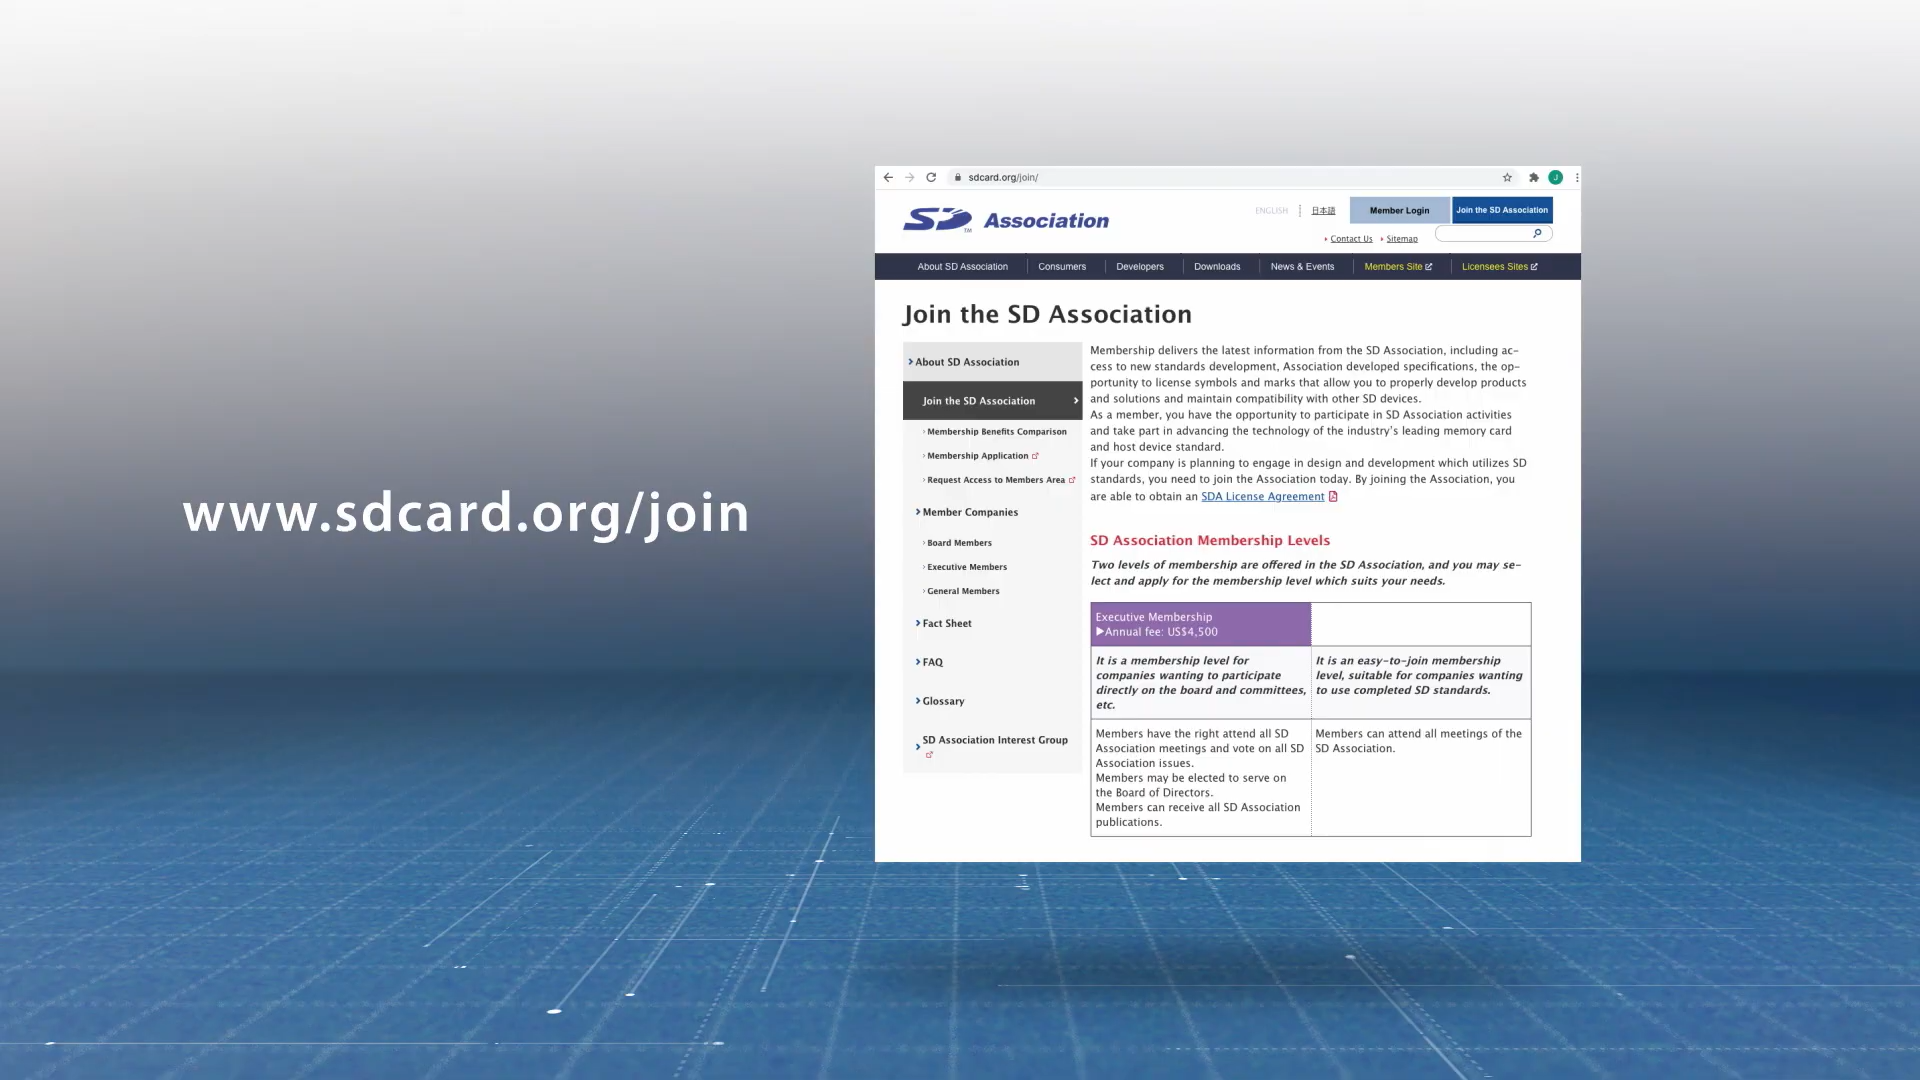 www.sdcard.org/join
sdcard.org/join/
J
SD Association
TM
ENGLISH
日本語
Member Login
Join the SD Association
Contact Us
Sitemap
About SD Association
Consumers
Developers
Downloads
News & Events
Members Site
Licensees Sites
Join the SD Association
About SD Association
Join the SD Association
Membership Benefits Comparison
Membership Application
Request Access to Members Area
Member Companies
Board Members
Executive Members
General Members
Fact Sheet
FAQ
Glossary
SD Association Interest Group
Membership delivers the latest information from the SD Association, including ac-
cess to new standards development, Association developed specifications, the op-
portunity to license symbols and marks that allow you to properly develop products
and solutions and maintain compatibility with other SD devices.
As a member, you have the opportunity to participate in SD Association activities
and take part in advancing the technology of the industry's leading memory card
and host device standard.
If your company is planning to engage in design and development which utilizes SD
standards, you need to join the Association today. By joining the Association, you
are able to obtain an SDA License Agreement
SD Association Membership Levels
Two levels of membership are offered in the SD Association, and you may se-
lect and apply for the membership level which suits your needs.
Executive Membership
▶Annual fee: US$4,500
It is a membership level for
companies wanting to participate
directly on the board and committees,
etc.
It is an easy-to-join membership
level, suitable for companies wanting
to use completed SD standards.
Members have the right attend all SD
Association meetings and vote on all SD
Association issues.
Members may be elected to serve on
the Board of Directors.
Members can receive all SD Association
publications.
Members can attend all meetings of the
SD Association.